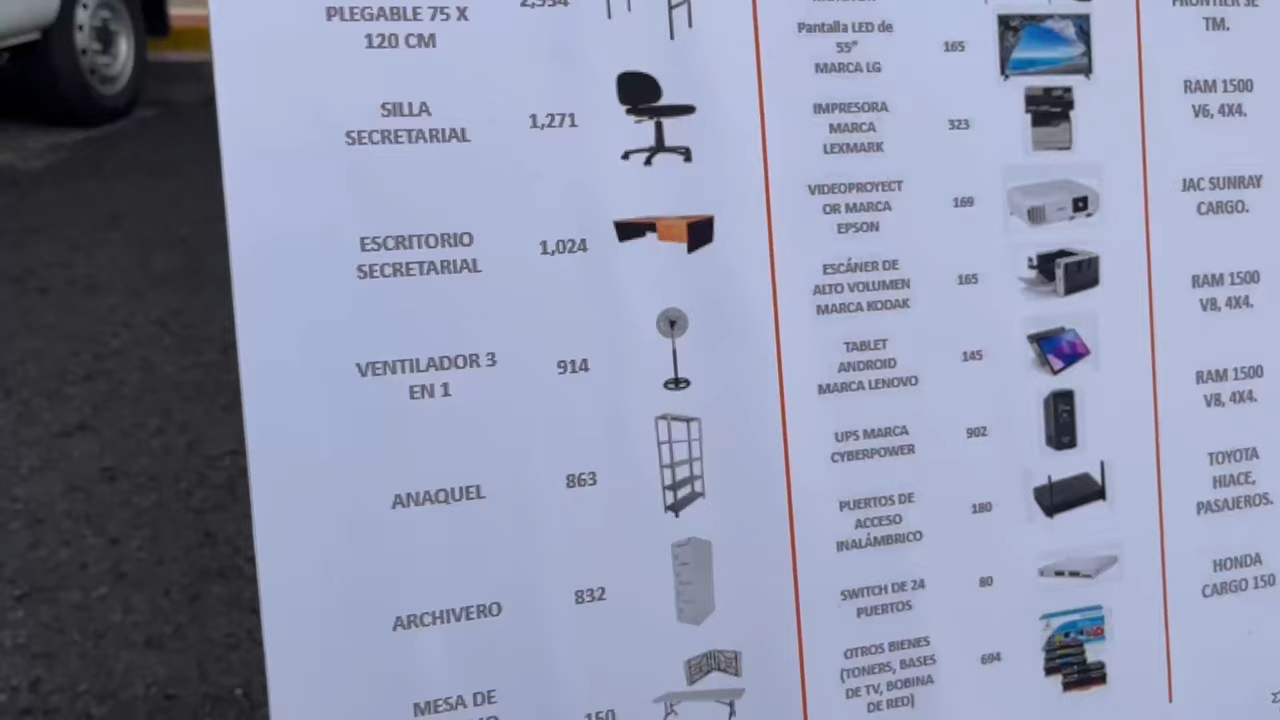 PLEGABLE 75 X
120 CM
SILLA
SECRETARIAL
1,271
ESCRITORIO
SECRETARIAL
1,024
VENTILADOR 3
EN 1
914
ANAQUEL
863
ARCHIVERO
832
MESA DE
150
Pantalla LED de
55"
MARCA LG
165
IMPRESORA
MARCA
LEXMARK
323
VIDEOPROYECT
OR MARCA
EPSON
169
ESCÁNER DE
ALTO VOLUMEN
MARCA KODAK
165
TABLET
ANDROID
MARCA LENOVO
145
UPS MARCA
CYBERPOWER
902
PUERTOS DE
ACCESO
INALÁMBRICO
180
SWITCH DE 24
PUERTOS
80
OTROS BIENES
(TONERS, BASES
DE TV, BOBINA
DE RED)
694
FRONTIER SE
TM.
RAM 1500
V6, 4X4.
JAC SUNRAY
CARGO.
RAM 1500
V8, 4X4.
RAM 1500
V8, 4X4.
TOYOTA
HIACE,
PASAJEROS.
HONDA
CARGO 150